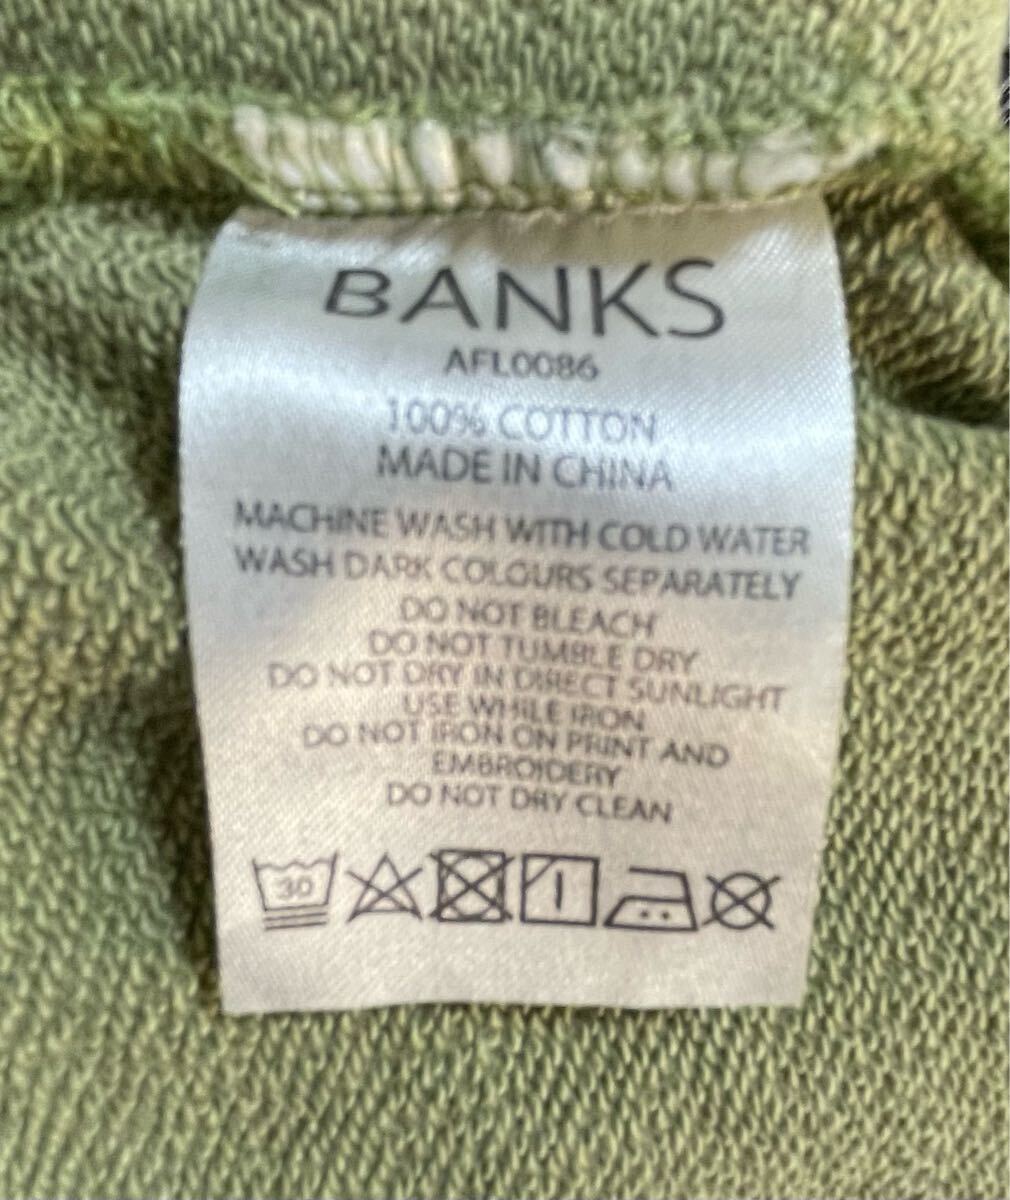 BANKS
AFL0086
100% COTTON
MADE IN CHINA
MACHINE WASH WITH COLD WATER
WASH DARK COLOURS SEPARATELY
DO NOT BLEACH
DO NOT TUMBLE DRY
DO NOT DRY IN DIRECT SUNLIGHT
USE WHILE IRON
DO NOT IRON ON PRINT AND
EMBROIDERY
DO NOT DRY CLEAN
30